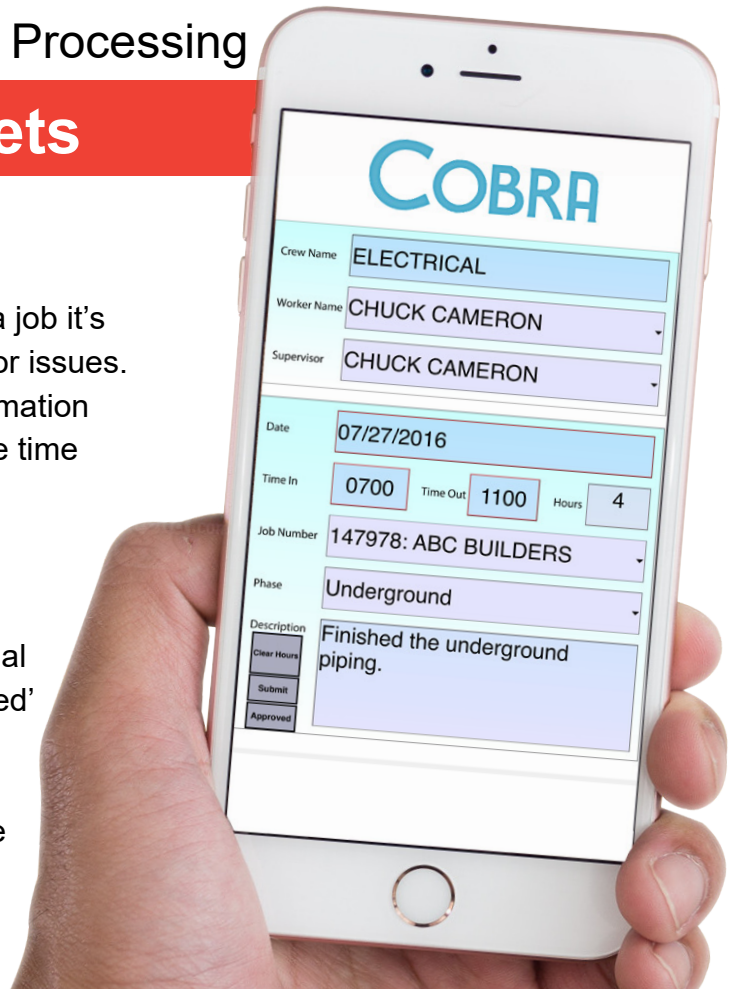 Processing
ets
a job it's
or issues.
mation
e time
al
ed'
e
COBRA
Crew Name ELECTRICAL
Worker Name CHUCK CAMERON
Supervisor CHUCK CAMERON
Date 07/27/2016
Time In 0700 Time Out 1100 Hours 4
Job Number 147978: ABC BUILDERS
Phase Underground
Description
Finished the underground
piping.
Clear Hours
Submit
Approved